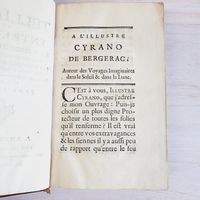 A L'ILLUSTRE
CYRANO
DE BERGERAC:
Auteur des Voyages Imaginaires
dans le Soleil & dans la Lune.
C'EST à vous, ILLUSTRE
CYRANO, que j'adres-
se mon Ouvrage: Puis-je
choisir un plus digne Pro-
tecteur de toutes les folies
qu'il renferme? Il est vrai
qu'entre vos extravagances
& les siennes il y a aussi peu
de rapport qu'entre le feu